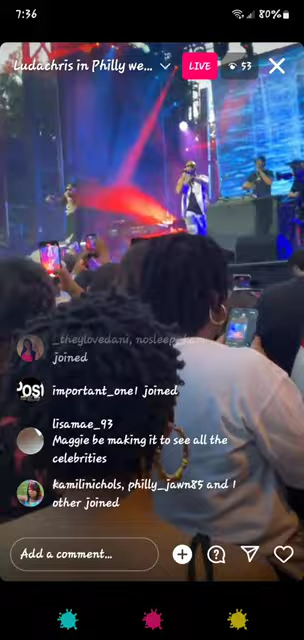 7:36
80%
Ludachris in Philly we...
LIVE
53
_theylovedani, nosleep
joined
important_one1 joined
lisamae_93
Maggie be making it to see all the
celebrities
kamilinichols, philly_jawn85 and 1
other joined
Add a comment...